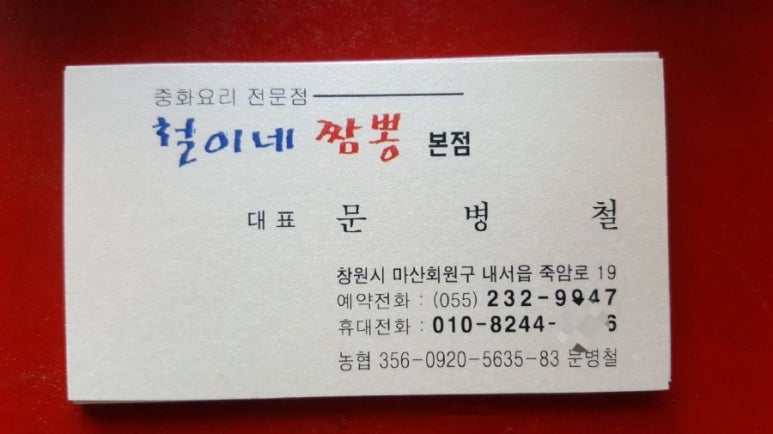 중화요리 전문점
철이네 짬뽕 본점
대표 문병철
창원시 마산회원구 내서읍 죽암로 19
예약전화 : (055) 232-9947
휴대전화 : 010-8244-
농협 356-0920-5635-83 문병철